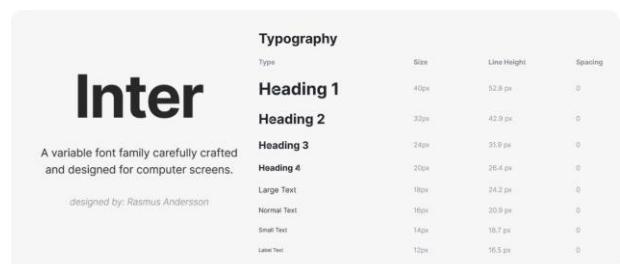 Typography
Type Size Line Height Spacing
Inter
A variable font family carefully crafted
and designed for computer screens.
designed by: Rasmus Andersson
Heading 1 40px 52.8 px 0
Heading 2 32px 42.9 px 0
Heading 3 24px 31.9 px 0
Heading 4 20px 26.4 px 0
Large Text 18px 24.2 px 0
Normal Text 16px 20.9 px 0
Small Text 14px 18.7 px 0
Label Text 12px 16.5 px 0